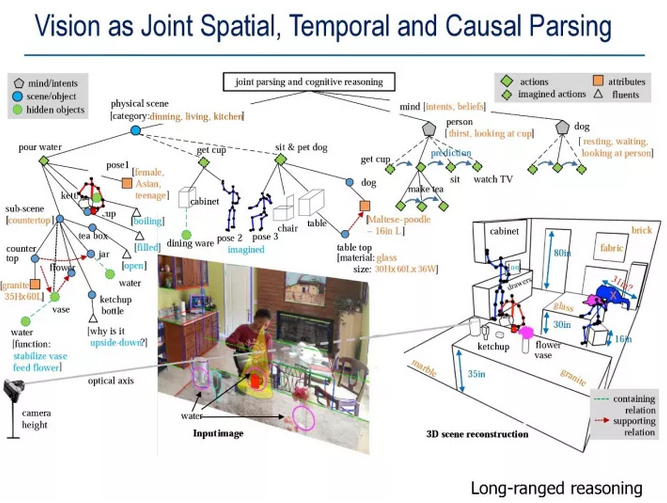 Vision as Joint Spatial, Temporal and Causal Parsing
mind/intents
scene/object
hidden objects
joint parsing and cognitive reasoning
actions
imagined actions
attributes
fluents
physical scene
[category: dinning, living, kitchen]
mind [intents, beliefs]
person
[thirst, looking at cup]
dog
[resting, waiting,
looking at person]
pour water
get cup
sit & pet dog
get cup
prediction
sit
watch TV
make tea
pose1
[female,
Asian,
teenage]
cabinet
dog
chair
table
[Maltese-poodle
– 16in L]
sub-scene
[countertop]
[boiling]
[filled]
tea box
dining ware
pose 2
pose 3
imagined
table top
[material: glass
size: 30Hx60Lx36W]
counter
top
jar
[open]
flower
water
[granite
35Hx60L]
vase
ketchup
bottle
water
[function:
stabilize vase
feed flower]
[why is it
upside-down?]
optical axis
camera
height
water
Input image
cabinet
brick
80in
fabric
drawers
31in?
glass
30in
16in
ketchup
flower
vase
marble
35in
granite
3D scene reconstruction
containing
relation
supporting
relation
Long-ranged reasoning